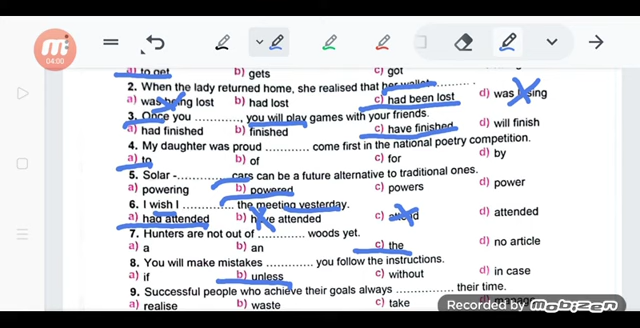 04:00
a) to get b) gets c) got
2. When the lady returned home, she realised that her wallet ............. .
a) was being lost b) had lost c) had been lost d) was losing
3. Once you ............., you will play games with your friends.
a) had finished b) finished c) have finished d) will finish
4. My daughter was proud ............. come first in the national poetry competition.
a) to b) of c) for d) by
5. Solar - ............. cars can be a future alternative to traditional ones.
a) powering b) powered c) powers d) power
6. I wish I ............. the meeting yesterday.
a) had attended b) have attended c) attend d) attended
7. Hunters are not out of ............. woods yet.
a) a b) an c) the d) no article
8. You will make mistakes ............. you follow the instructions.
a) if b) unless c) without d) in case
9. Successful people who achieve their goals always ............. their time.
a) realise b) waste c) take d) manage
Recorded by Mobizen